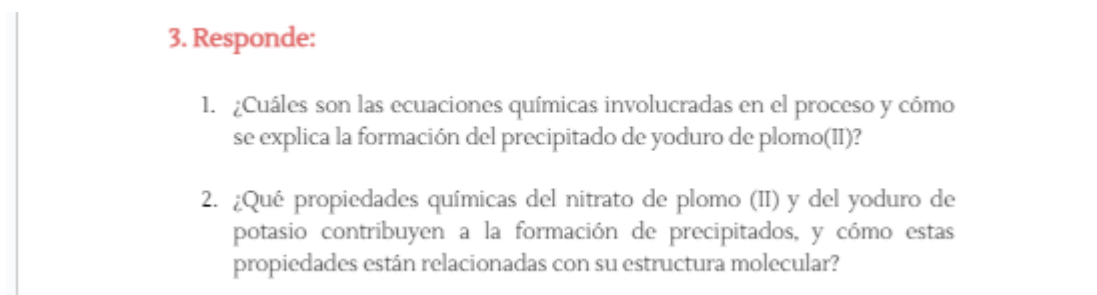 3. Responde:
1. ¿Cuáles son las ecuaciones químicas involucradas en el proceso y cómo
se explica la formación del precipitado de yoduro de plomo(II)?
2. ¿Qué propiedades químicas del nitrato de plomo (II) y del yoduro de
potasio contribuyen a la formación de precipitados, y cómo estas
propiedades están relacionadas con su estructura molecular?